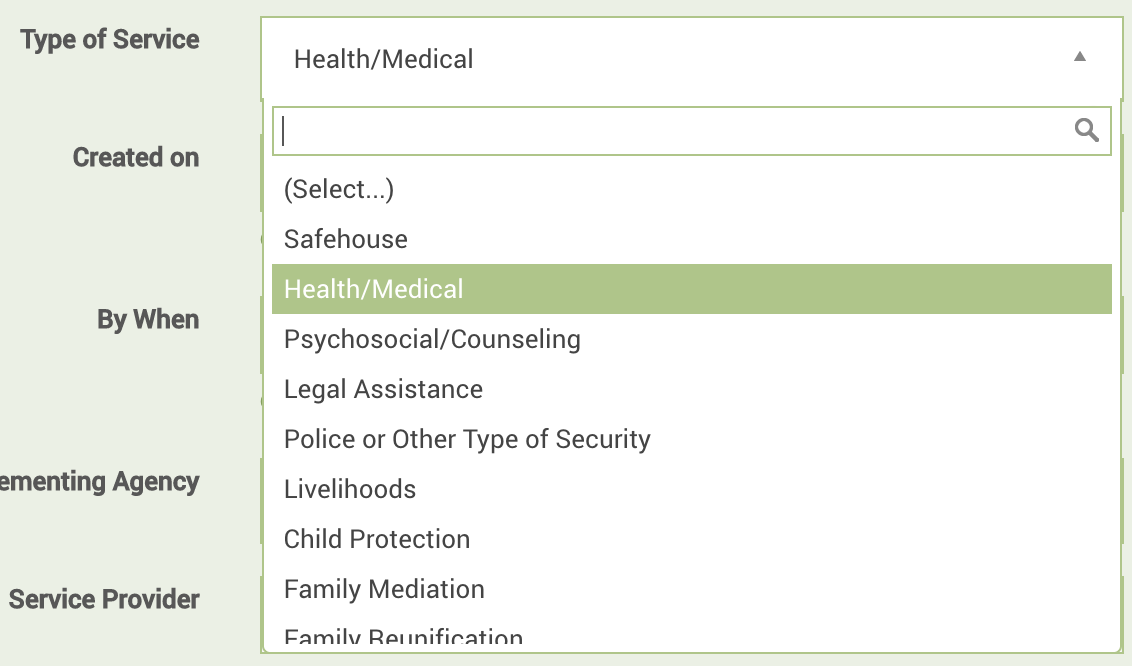 Type of Service
Health/Medical
Created on
(Select...)
Safehouse
Health/Medical
By When
Psychosocial/Counseling
Legal Assistance
Police or Other Type of Security
ementing Agency
Livelihoods
Child Protection
Service Provider
Family Mediation
Family Reunification